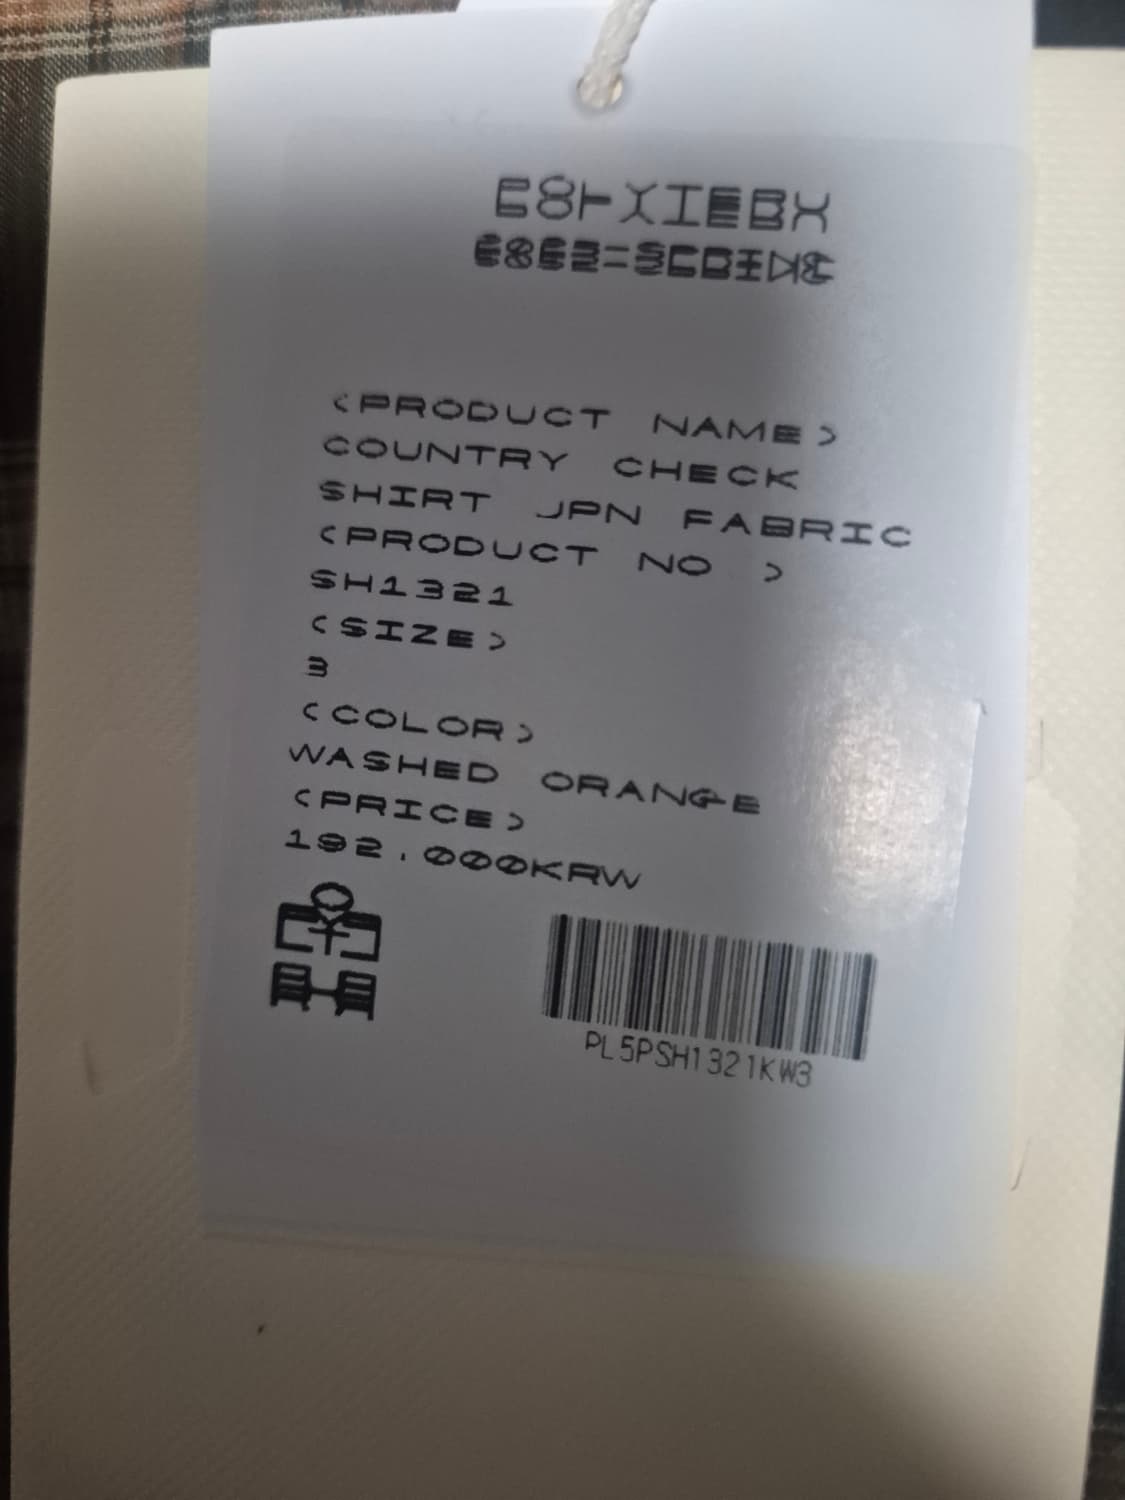 <PRODUCT NAME>
COUNTRY CHECK
SHIRT JPN FABRIC
<PRODUCT NO >
SH1321
<SIZE>
3
<COLOR>
WASHED ORANGE
<PRICE>
192.000KRW
PL5PSH1321KW3